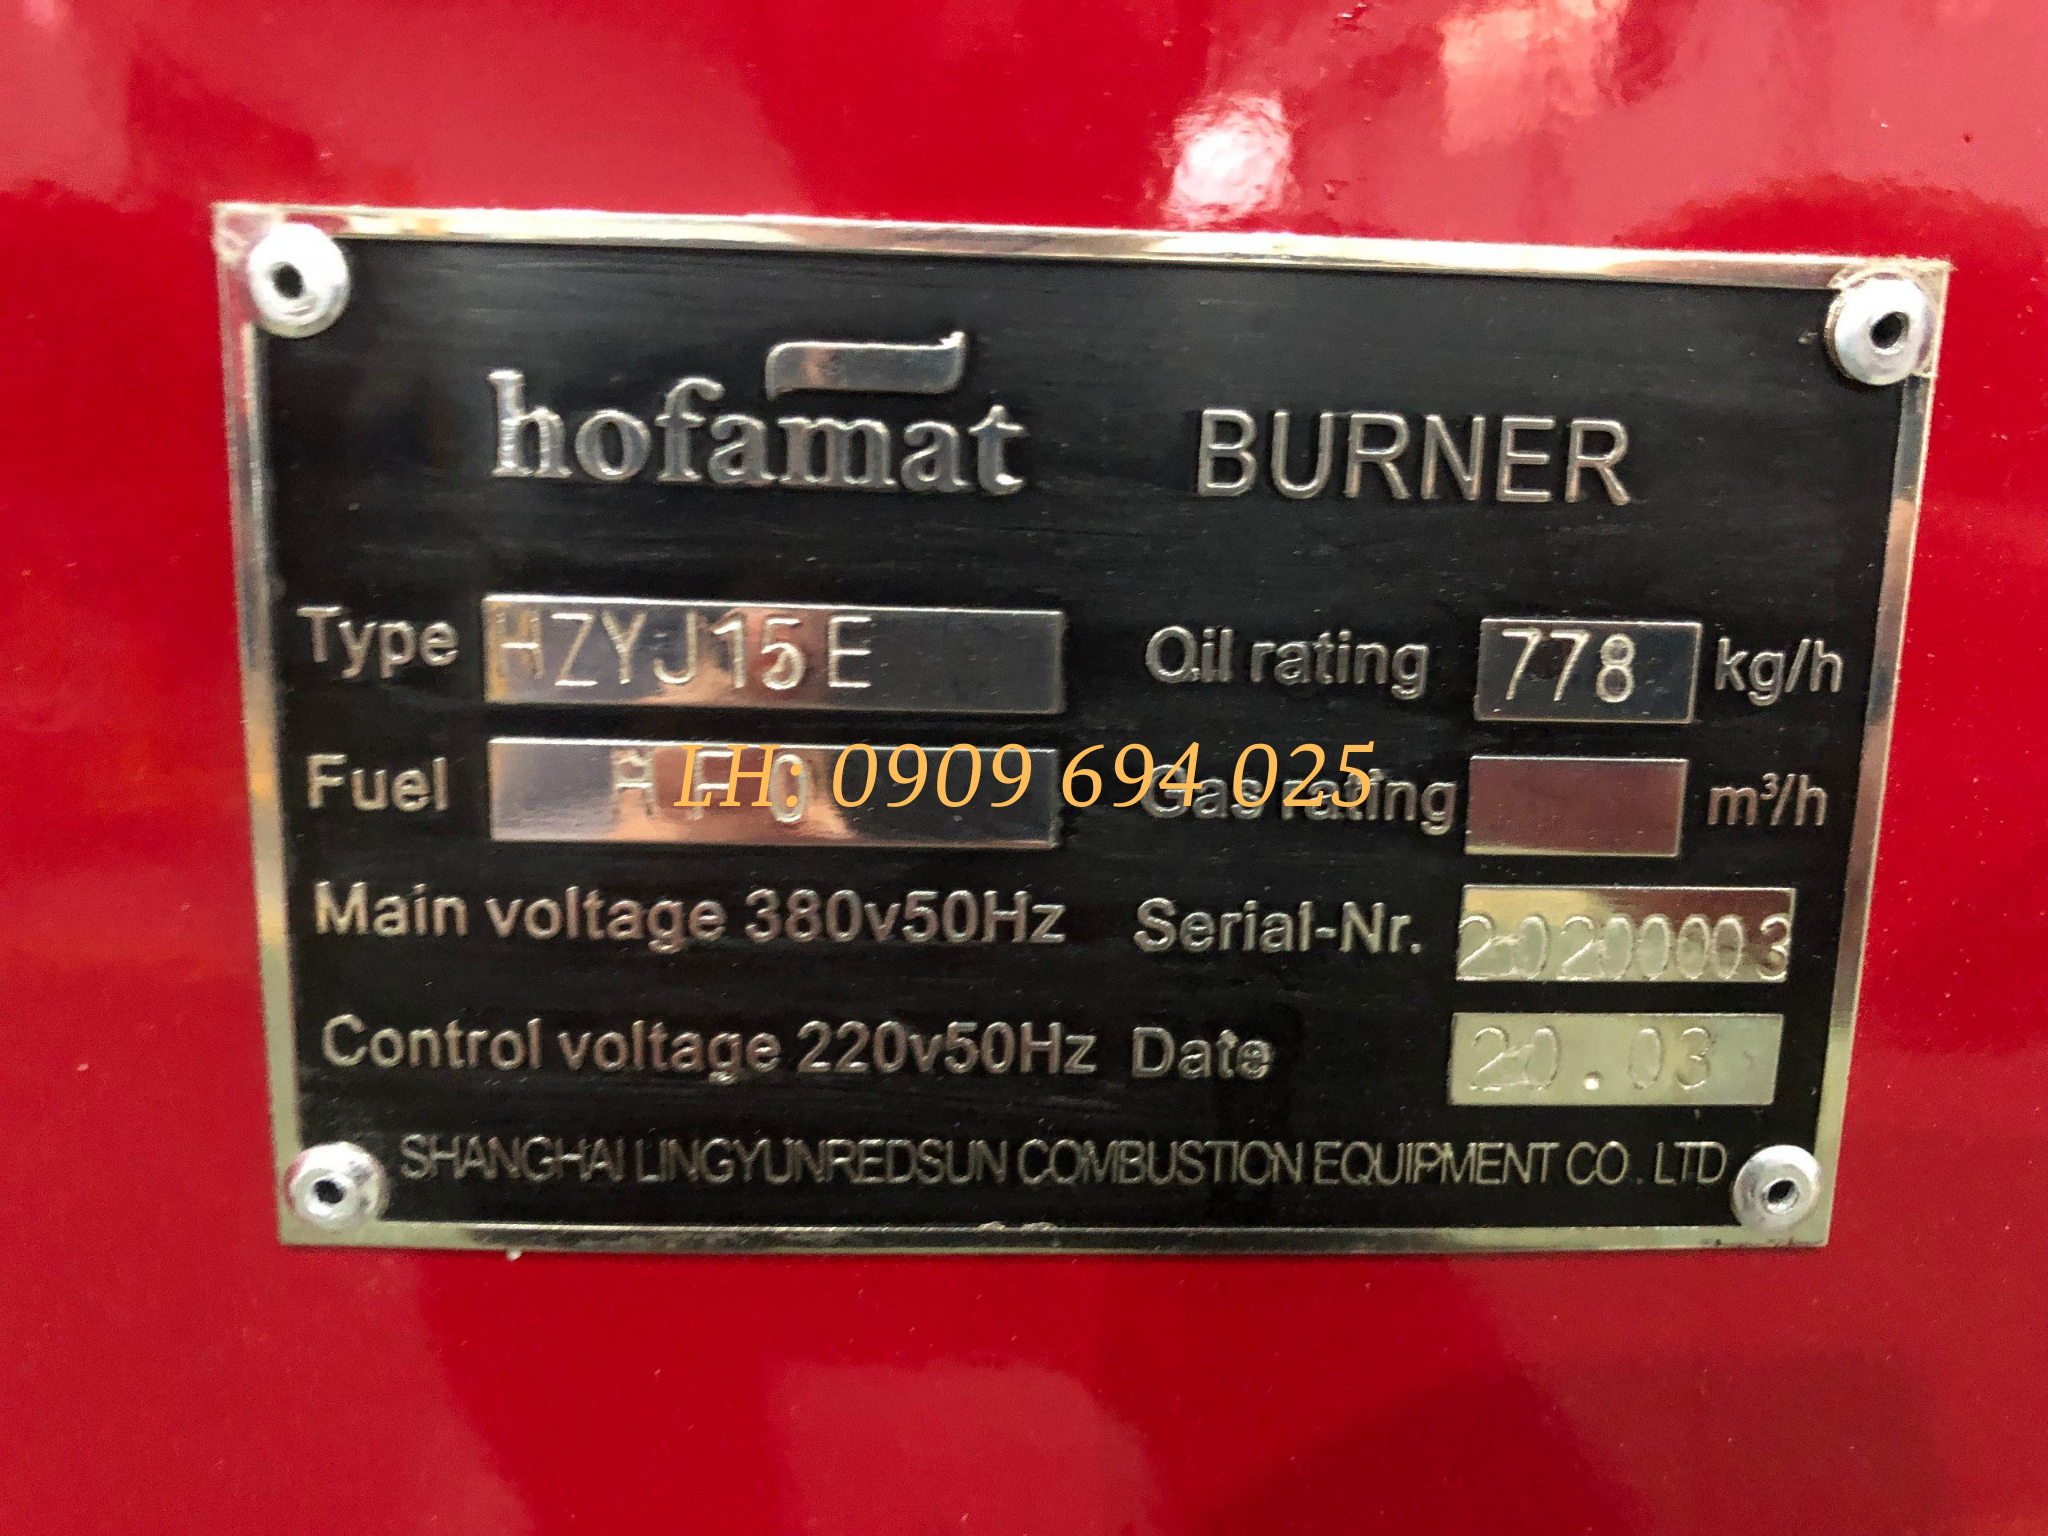 hofamat BURNER
Type HZYJ15E Oil rating 778 kg/h
Fuel HFO Gas rating m³/h
LH: 0909 694 025
Main voltage 380v50Hz Serial-Nr. 20200003
Control voltage 220v50Hz Date 20.03
SHANGHAI LINGYUNREDSUN COMBUSTION EQUIPMENT CO. LTD